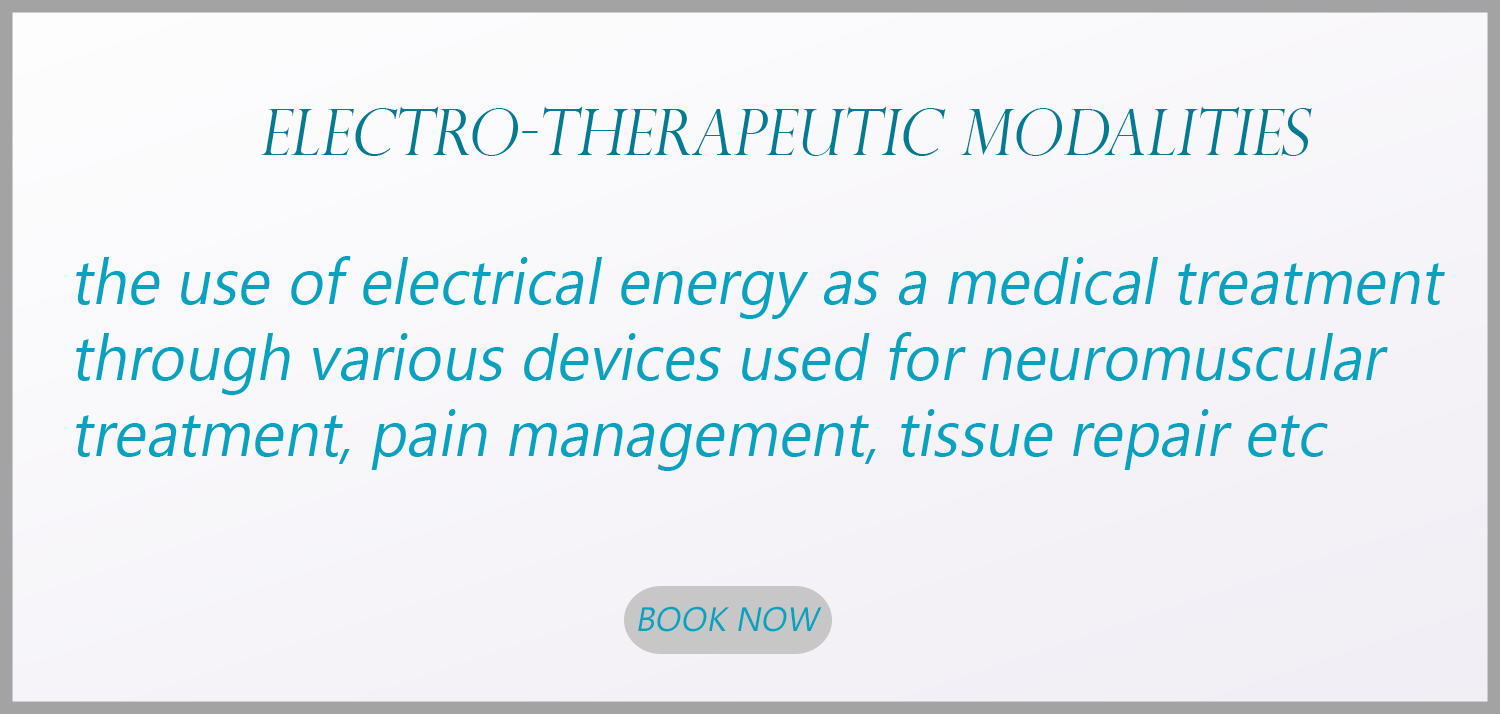 ELECTRO-THERAPEUTIC MODALITIES
the use of electrical energy as a medical treatment
through various devices used for neuromuscular
treatment, pain management, tissue repair etc
BOOK NOW